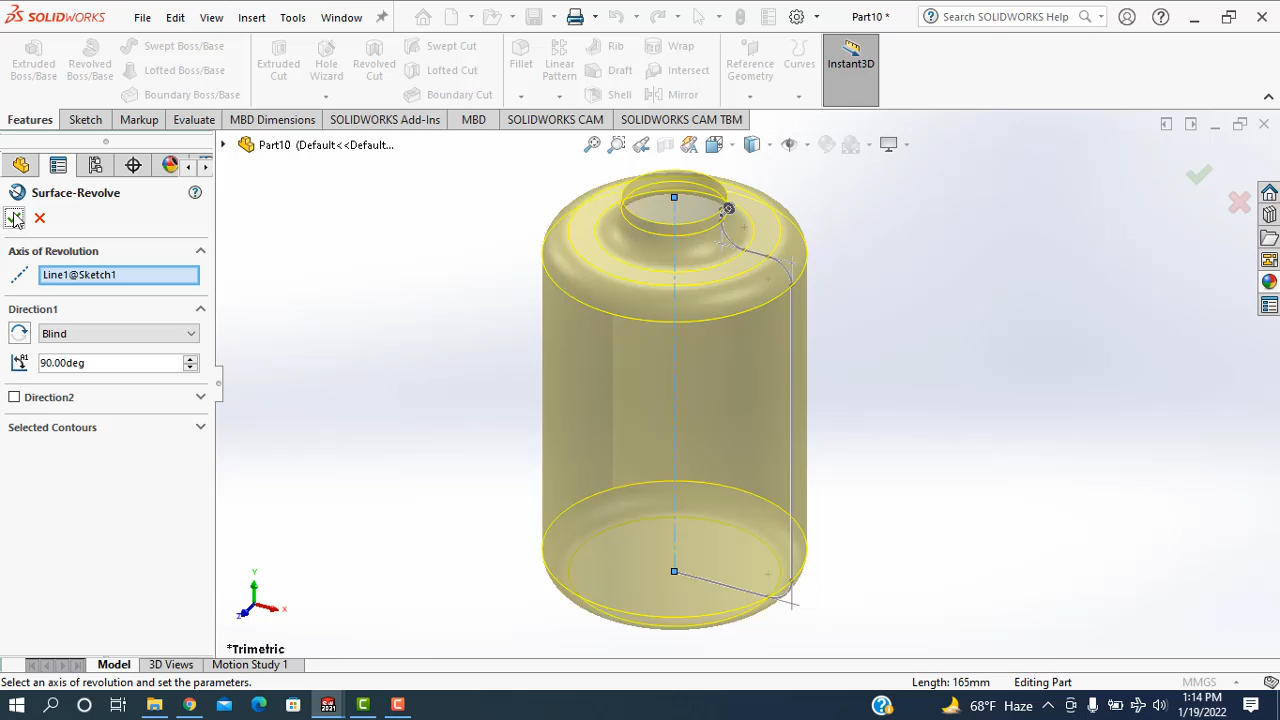 SOLIDWORKS File Edit View Insert Tools Window Part10 * Search SOLIDWORKS Help
Extruded Boss/Base Revolved Boss/Base Swept Boss/Base Lofted Boss/Base Boundary Boss/Base Extruded Cut Hole Wizard Revolved Cut Swept Cut Lofted Cut Boundary Cut Fillet Linear Pattern Rib Draft Shell Wrap Intersect Mirror Reference Geometry Curves Instant3D
Features Sketch Markup Evaluate MBD Dimensions SOLIDWORKS Add-Ins MBD SOLIDWORKS CAM SOLIDWORKS CAM TBM
Part10 (Default<<Default...
Surface-Revolve
Axis of Revolution
Line1@Sketch1
Direction1
Blind
A1
90.00deg
Direction2
Selected Contours
Y
X
Z
*Trimetric
Model 3D Views Motion Study 1
Select an axis of revolution and set the parameters. Length: 165mm Editing Part MMGS
68°F Haze 1:14 PM
1/19/2022